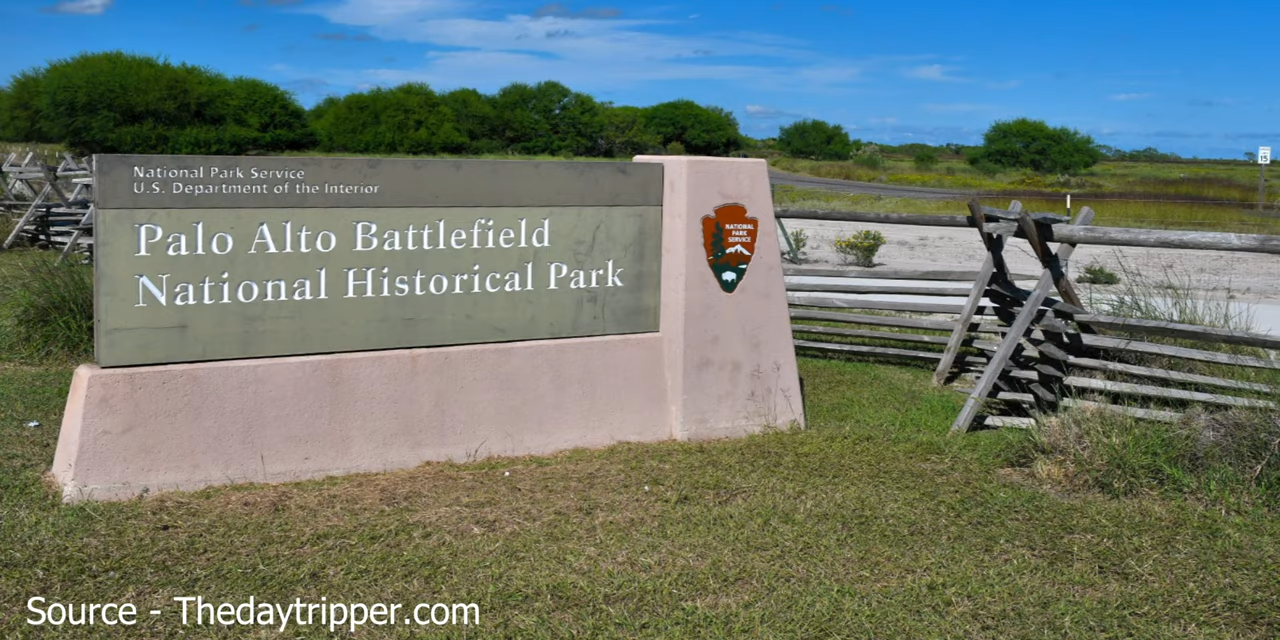 National Park Service
U.S. Department of the Interior
Palo Alto Battlefield
National Historical Park
NATIONAL
PARK
SERVICE
15
Source - Thedaytripper.com